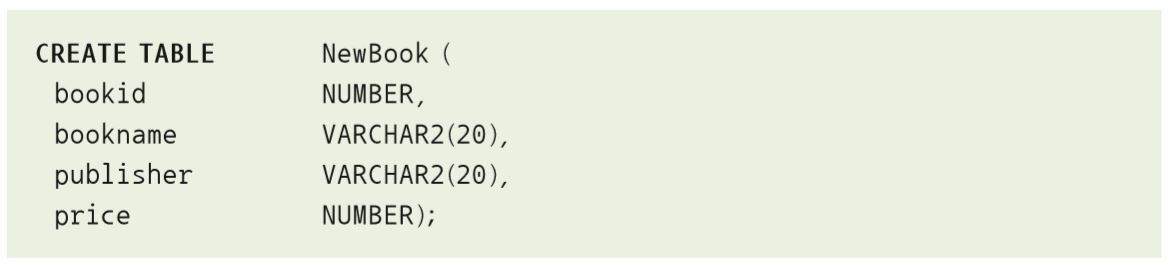 CREATE TABLE NewBook (
bookid NUMBER,
bookname VARCHAR2(20),
publisher VARCHAR2(20),
price NUMBER);